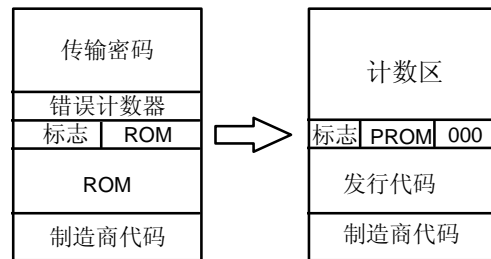 传输密码
错误计数器
标志 ROM
ROM
制造商代码
计数区
标志 PROM 000
发行代码
制造商代码